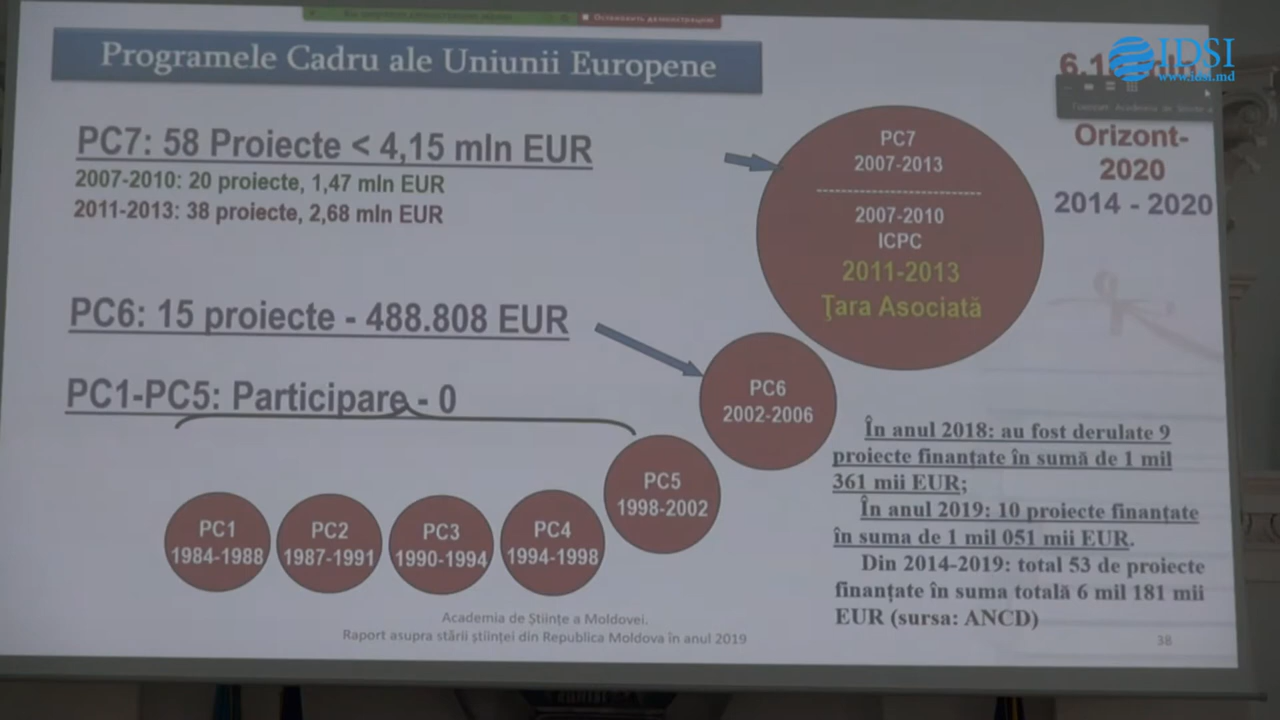 Остановить демонстрацию
Programele Cadru ale Uniunii Europene
IDSI
www.idsi.md
PC7: 58 Proiecte < 4,15 mln EUR
2007-2010: 20 proiecte, 1,47 mln EUR
2011-2013: 38 proiecte, 2,68 mln EUR
PC7
2007-2013
2007-2010
ICPC
2011-2013
Ţara Asociată
Orizont-
2020
2014 - 2020
PC6: 15 proiecte - 488.808 EUR
PC6
2002-2006
PC1-PC5: Participare - 0
PC5
1998-2002
PC1
1984-1988
PC2
1987-1991
PC3
1990-1994
PC4
1994-1998
În anul 2018: au fost derulate 9
proiecte finanțate în sumă de 1 mil
361 mii EUR;
În anul 2019: 10 proiecte finanțate
în suma de 1 mil 051 mii EUR.
Din 2014-2019: total 53 de proiecte
finanțate în suma totală 6 mil 181 mii
EUR (sursa: ANCD)
Academia de Științe a Moldovei.
Raport asupra stării științei din Republica Moldova în anul 2019
38